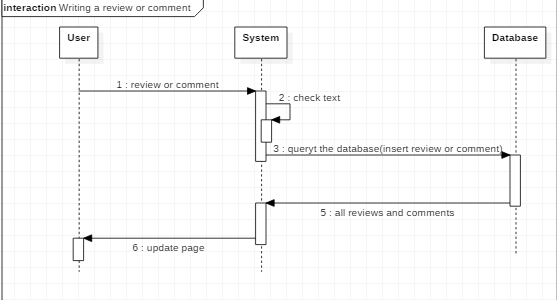 interaction Writing a review or comment
User
System
Database
1 : review or comment
2 : check text
3 : queryt the database(insert review or comment)
5 : all reviews and comments
6 : update page